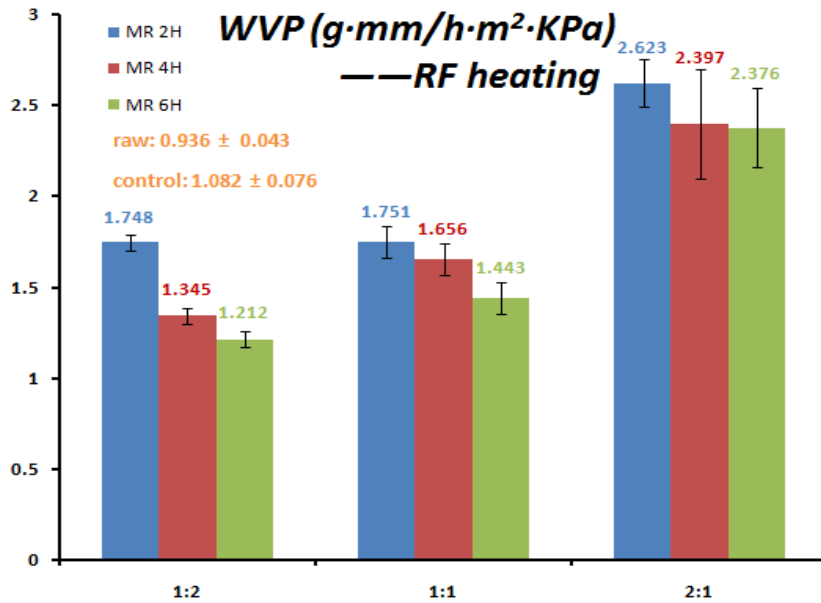 WVP (g·mm/h·m²·KPa)
——RF heating
MR 2H
MR 4H
MR 6H
raw: 0.936 ± 0.043
control: 1.082 ± 0.076
3
2.5
2
1.5
1
0.5
0
1.748
1.345
1.212
1.751
1.656
1.443
2.623
2.397
2.376
1:2
1:1
2:1